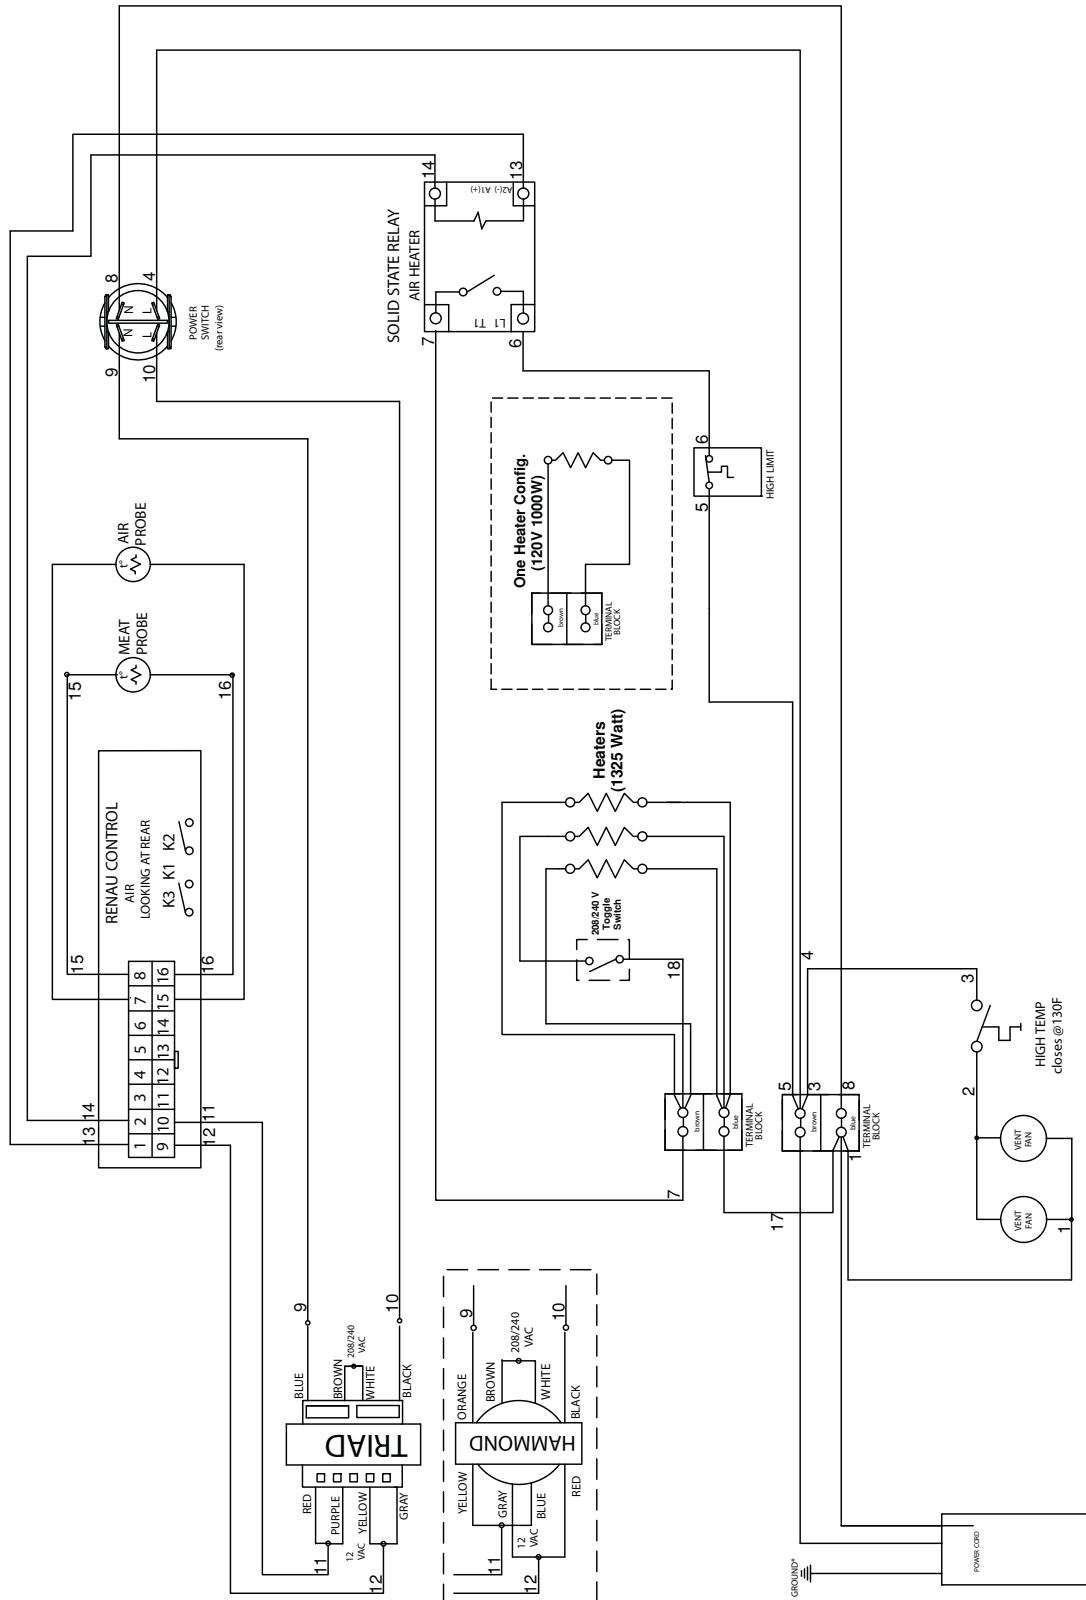 8
4
9
10
N
N
L
L
POWER
SWITCH
(rear view)
14
13
SOLID STATE RELAY
AIR HEATER
A2(-) A1(+)
L1 T1
7
6
AIR
PROBE
MEAT
PROBE
t°
t°
15
16
RENAU CONTROL
AIR
LOOKING AT REAR
K3 K1 K2
15
16
8
16
7
15
6
14
5
13
4
12
3
11
2
10
1
9
14
13
11
12
One Heater Config.
(120V 1000W)
brown
blue
TERMINAL
BLOCK
6
5
HIGH LIMIT
Heaters
(1325 Watt)
208/240 V
Toggle
Switch
18
brown
blue
TERMINAL
BLOCK
7
17
5
3
8
4
brown
blue
TERMINAL
BLOCK
1
3
2
HIGH TEMP
closes @130F
VENT
FAN
VENT
FAN
1
9
10
BLUE
BROWN
208/240
VAC
WHITE
BLACK
TRIAD
RED
PURPLE
YELLOW
GRAY
12
VAC
11
12
9
10
ORANGE
BROWN
208/240
VAC
WHITE
BLACK
HAMMOND
YELLOW
GRAY
BLUE
RED
12
VAC
11
12
GROUND*
POWER CORD